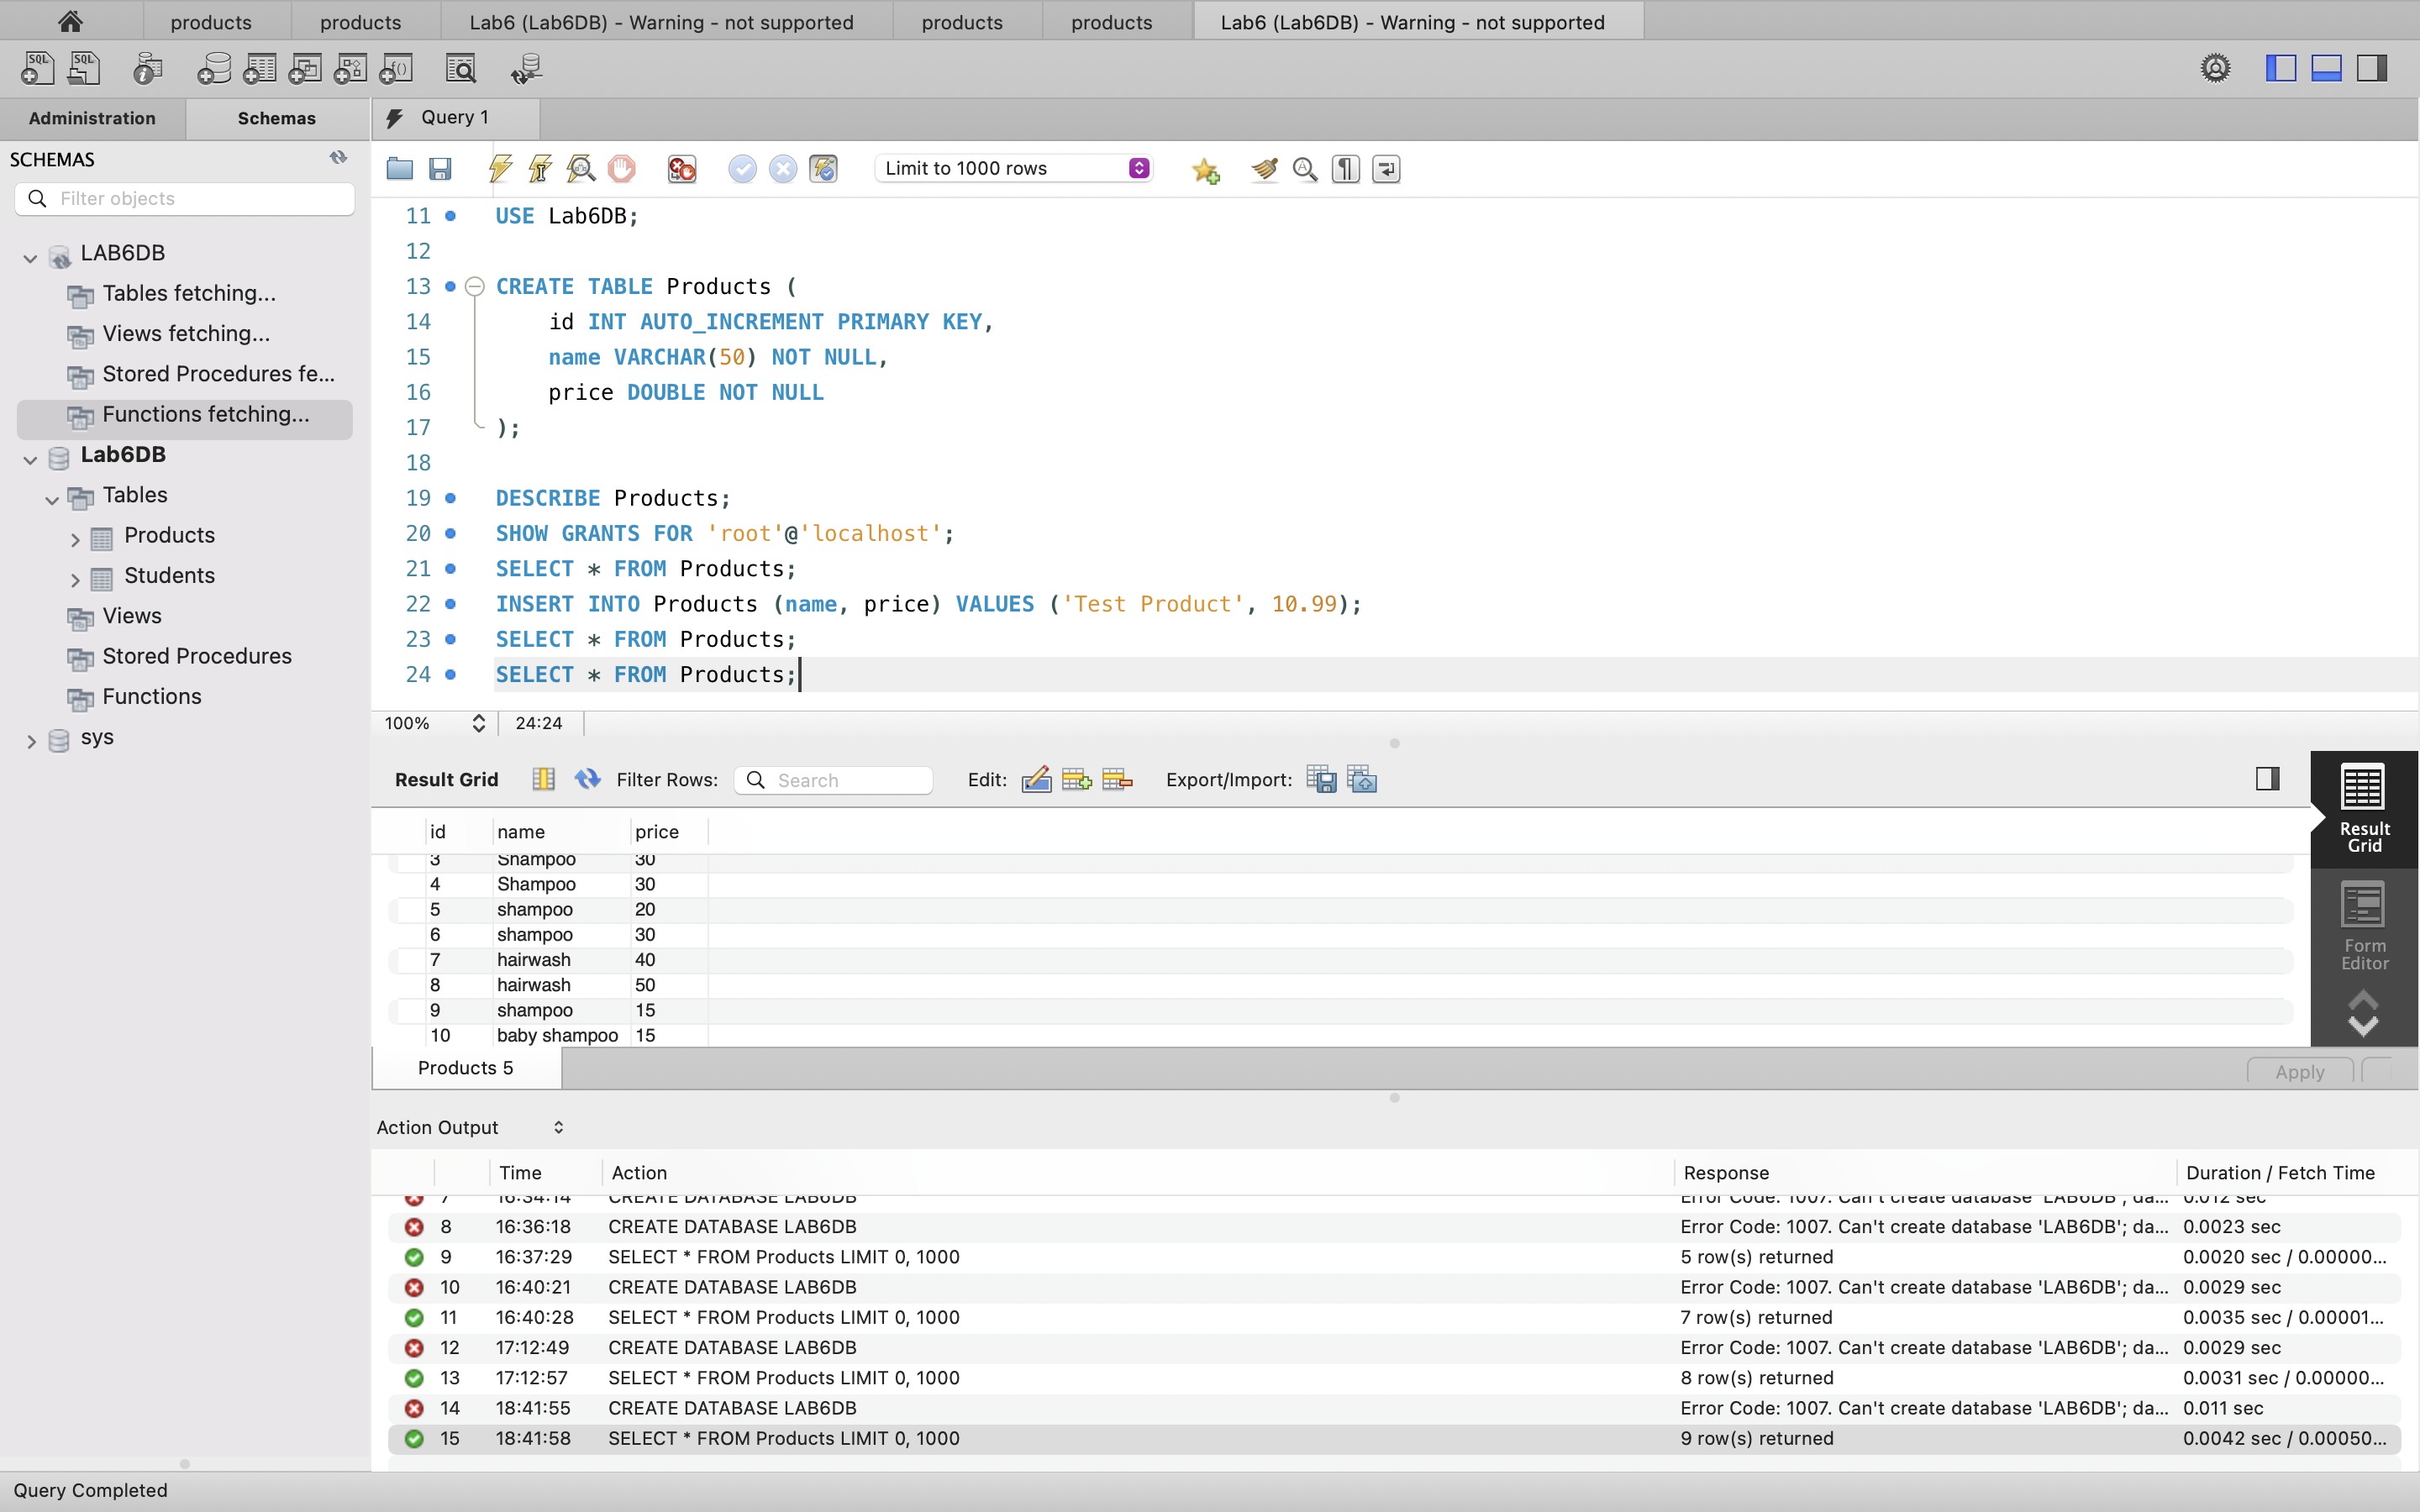 products
products
Lab6 (Lab6DB) - Warning - not supported
products
products
Lab6 (Lab6DB) - Warning - not supported
SQL
SQL
Administration
Schemas
Query 1
SCHEMAS
Filter objects
Limit to 1000 rows
LAB6DB
Tables fetching...
Views fetching...
Stored Procedures fe...
Functions fetching...
Lab6DB
Tables
Products
Students
Views
Stored Procedures
Functions
sys
11 USE Lab6DB;
12
13 CREATE TABLE Products (
14 id INT AUTO_INCREMENT PRIMARY KEY,
15 name VARCHAR(50) NOT NULL,
16 price DOUBLE NOT NULL
17 );
18
19 DESCRIBE Products;
20 SHOW GRANTS FOR 'root'@'localhost';
21 SELECT * FROM Products;
22 INSERT INTO Products (name, price) VALUES ('Test Product', 10.99);
23 SELECT * FROM Products;
24 SELECT * FROM Products;
100% 24:24
Result Grid Filter Rows: Search Edit: Export/Import:
id name price
3 Shampoo 30
4 Shampoo 30
5 shampoo 20
6 shampoo 30
7 hairwash 40
8 hairwash 50
9 shampoo 15
10 baby shampoo 15
Result
Grid
Form
Editor
Products 5
Apply
Action Output
Time Action Response Duration / Fetch Time
7 16:34:14 CREATE DATABASE LAB6DB Error Code: 1007. Can't create database 'LAB6DB'; da... 0.012 sec
8 16:36:18 CREATE DATABASE LAB6DB Error Code: 1007. Can't create database 'LAB6DB'; da... 0.0023 sec
9 16:37:29 SELECT * FROM Products LIMIT 0, 1000 5 row(s) returned 0.0020 sec / 0.00000...
10 16:40:21 CREATE DATABASE LAB6DB Error Code: 1007. Can't create database 'LAB6DB'; da... 0.0029 sec
11 16:40:28 SELECT * FROM Products LIMIT 0, 1000 7 row(s) returned 0.0035 sec / 0.00001...
12 17:12:49 CREATE DATABASE LAB6DB Error Code: 1007. Can't create database 'LAB6DB'; da... 0.0029 sec
13 17:12:57 SELECT * FROM Products LIMIT 0, 1000 8 row(s) returned 0.0031 sec / 0.00000...
14 18:41:55 CREATE DATABASE LAB6DB Error Code: 1007. Can't create database 'LAB6DB'; da... 0.011 sec
15 18:41:58 SELECT * FROM Products LIMIT 0, 1000 9 row(s) returned 0.0042 sec / 0.00050...
Query Completed